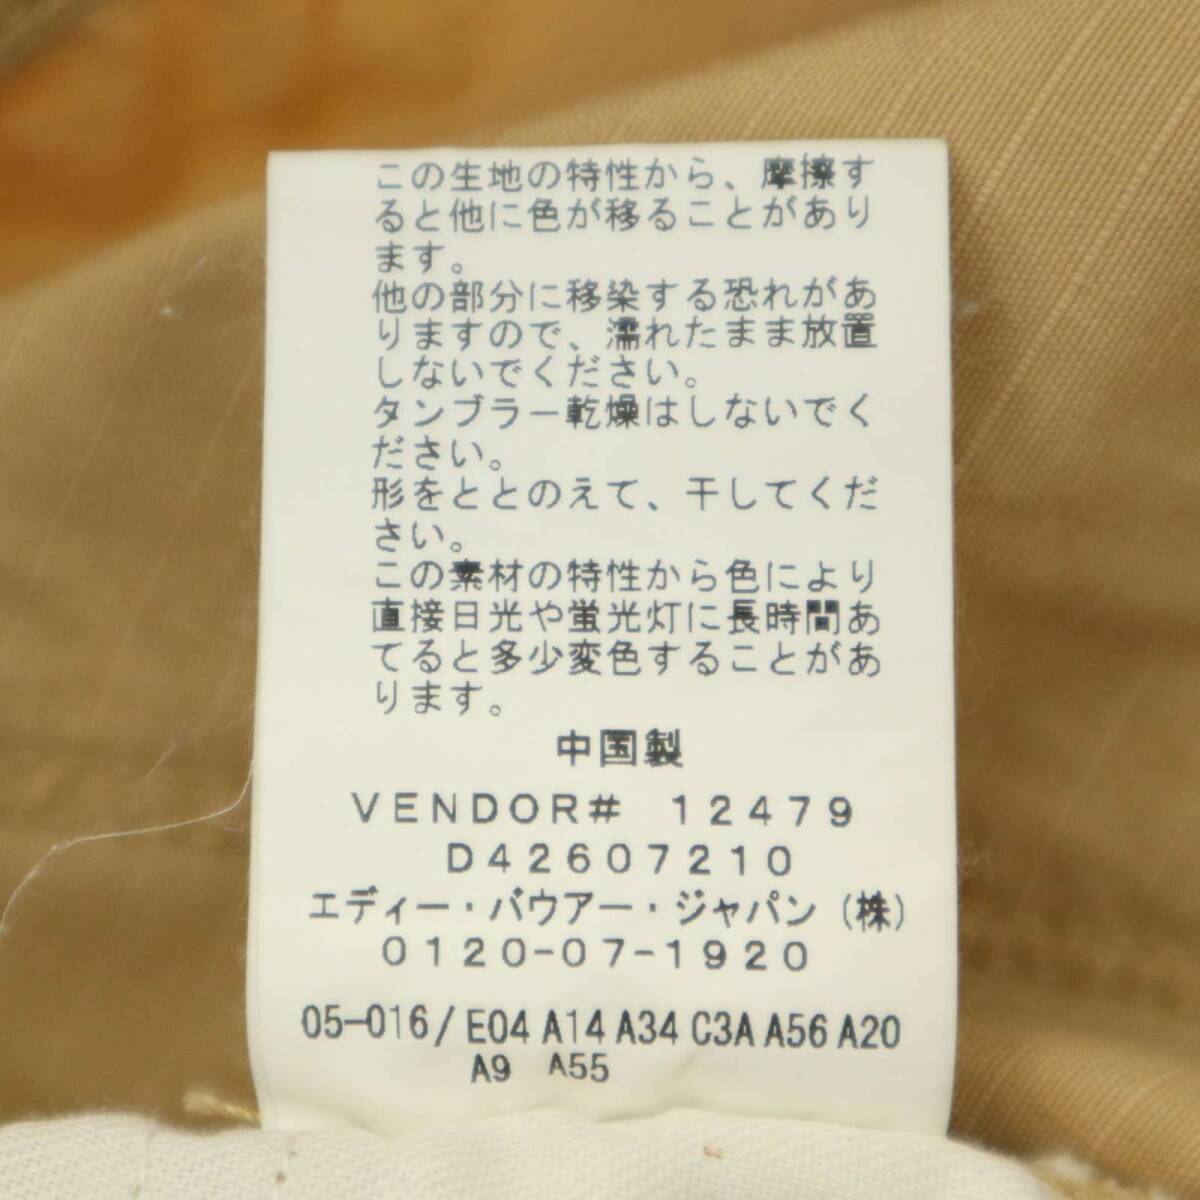 この生地の特性から、摩擦す
ると他に色が移ることがあり
ます。
他の部分に移染する恐れがあ
りますので、濡れたまま放置
しないでください。
タンブラー乾燥はしないでく
ださい。
形をととのえて、干してくだ
さい。
この素材の特性から色により
直接日光や蛍光灯に長時間あ
てると多少変色することがあ
ります。
中国製
VENDOR# 12479
D42607210
エディー・バウアー・ジャパン(株)
0120-07-1920
05-016/E04 A14 A34 C3A A56 A20
A9 A55